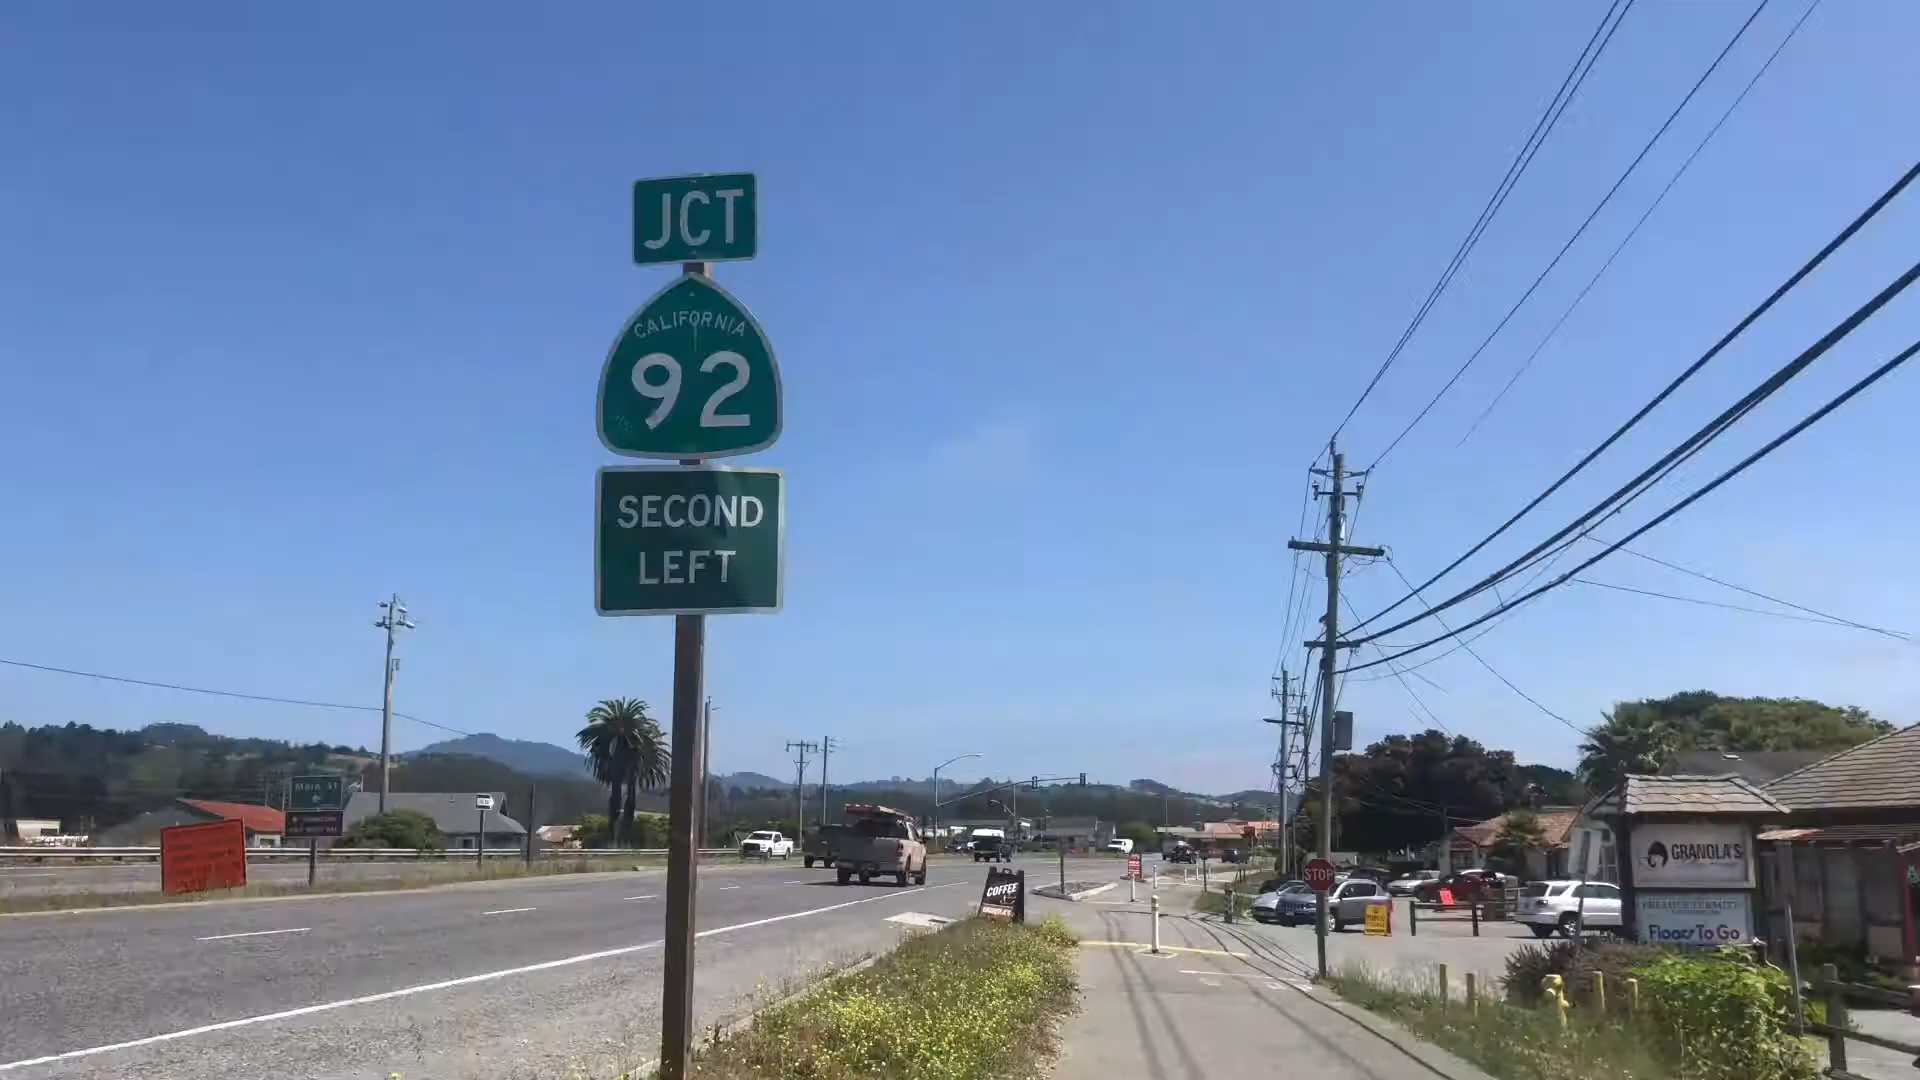 JCT
CALIFORNIA
92
SECOND
LEFT
Main St
COFFEE
STOP
GRANOLA'S
Floors To Go